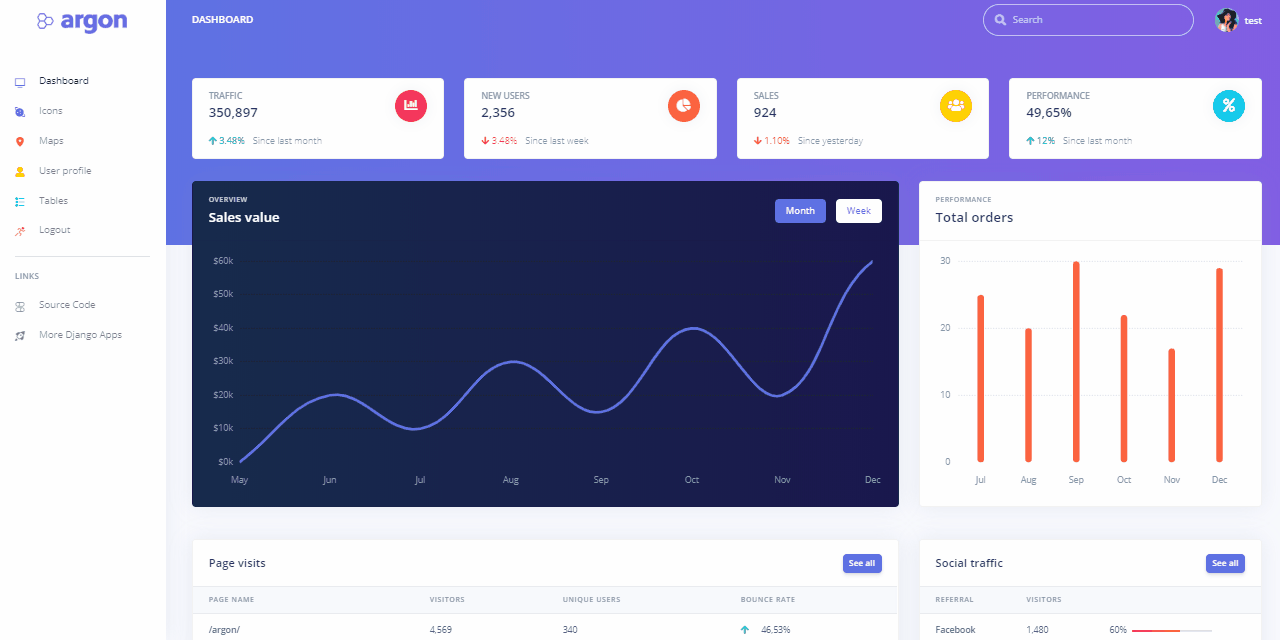 argon
DASHBOARD
Search
test
Dashboard
Icons
Maps
User profile
Tables
Logout
LINKS
Source Code
More Django Apps
TRAFFIC
350,897
3.48% Since last month
NEW USERS
2,356
3.48% Since last week
SALES
924
1.10% Since yesterday
PERFORMANCE
49,65%
12% Since last month
OVERVIEW
Sales value
Month Week
$60k
$50k
$40k
$30k
$20k
$10k
$0k
May Jun Jul Aug Sep Oct Nov Dec
PERFORMANCE
Total orders
30
20
10
0
Jul Aug Sep Oct Nov Dec
Page visits See all
PAGE NAME VISITORS UNIQUE USERS BOUNCE RATE
/argon/ 4,569 340 46,53%
Social traffic See all
REFERRAL VISITORS
Facebook 1,480 60%